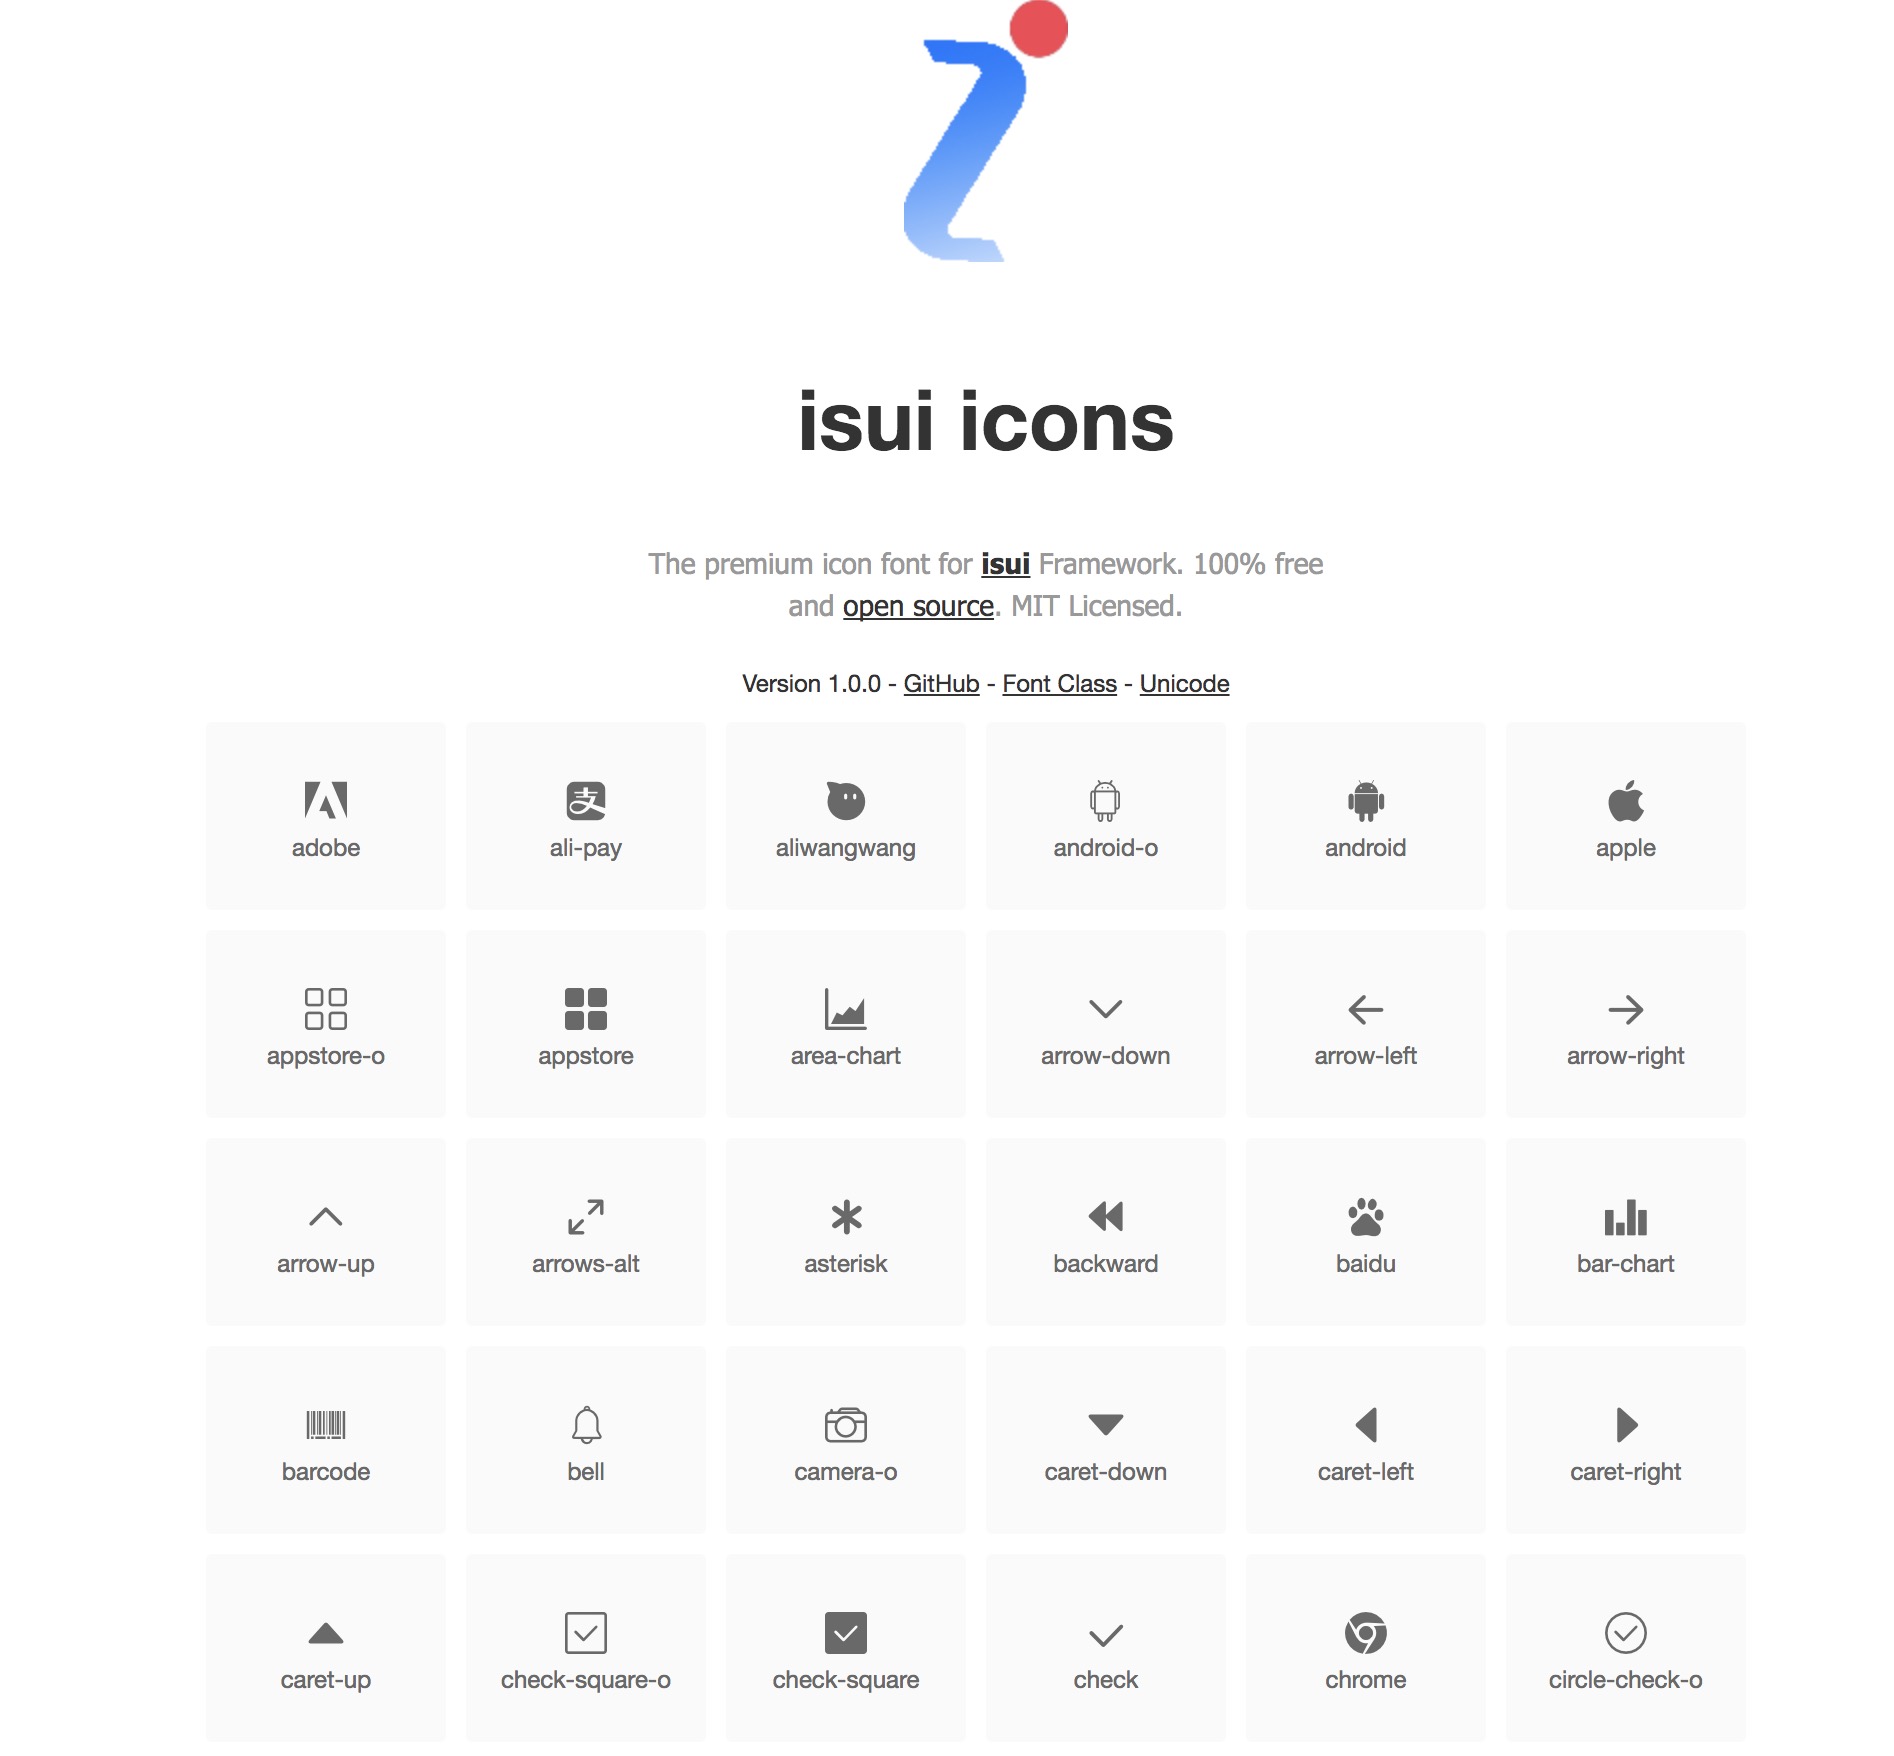 isui icons
The premium icon font for isui Framework. 100% free
and open source. MIT Licensed.
Version 1.0.0 - GitHub - Font Class - Unicode
支
adobe ali-pay aliwangwang android-o android apple
appstore-o appstore area-chart arrow-down arrow-left arrow-right
arrow-up arrows-alt asterisk backward baidu bar-chart
barcode bell camera-o caret-down caret-left caret-right
caret-up check-square-o check-square check chrome circle-check-o